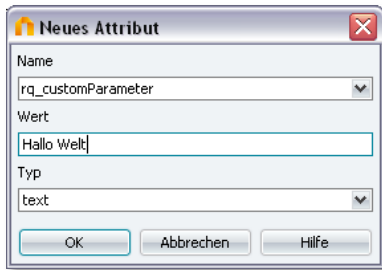 Neues Attribut
Name
rq_customParameter
Wert
Hallo Welt
Typ
text
OK Abbrechen Hilfe